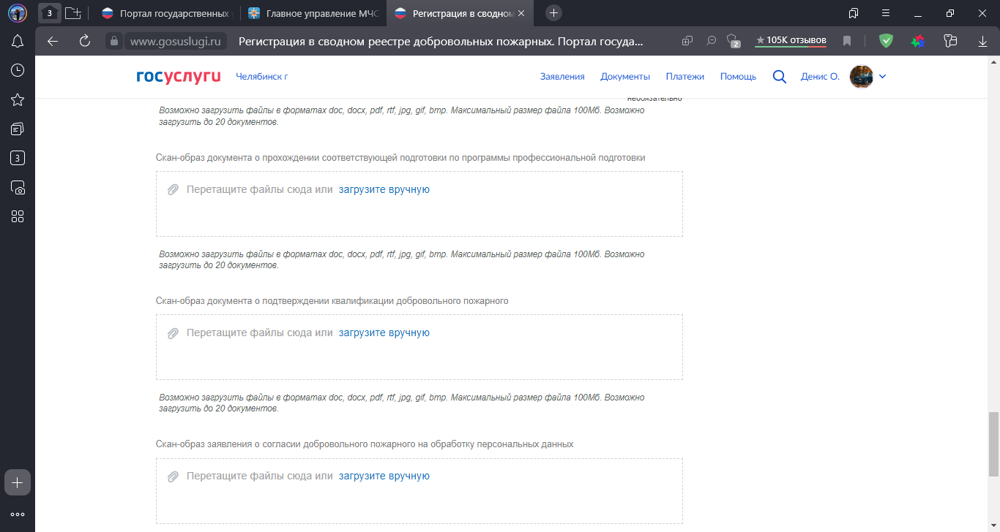 3
Портал государственных
Главное управление МЧС
Регистрация в сводном
www.gosuslugi.ru
Регистрация в сводном реестре добровольных пожарных. Портал госуда...
2
★ 105K отзывов
госуслуги
Челябинск г
Заявления
Документы
Платежи
Помощь
Денис О.
3
необязательно
Возможно загрузить файлы в форматах doc, docx, pdf, rtf, jpg, gif, bmp. Максимальный размер файла 100Мб. Возможно
загрузить до 20 документов.
Скан-образ документа о прохождении соответствующей подготовки по программы профессиональной подготовки
Перетащите файлы сюда или загрузите вручную
Возможно загрузить файлы в форматах doc, docx, pdf, rtf, jpg, gif, bmp. Максимальный размер файла 100Мб. Возможно
загрузить до 20 документов.
Скан-образ документа о подтверждении квалификации добровольного пожарного
Перетащите файлы сюда или загрузите вручную
Возможно загрузить файлы в форматах doc, docx, pdf, rtf, jpg, gif, bmp. Максимальный размер файла 100Мб. Возможно
загрузить до 20 документов.
Скан-образ заявления о согласии добровольного пожарного на обработку персональных данных
Перетащите файлы сюда или загрузите вручную